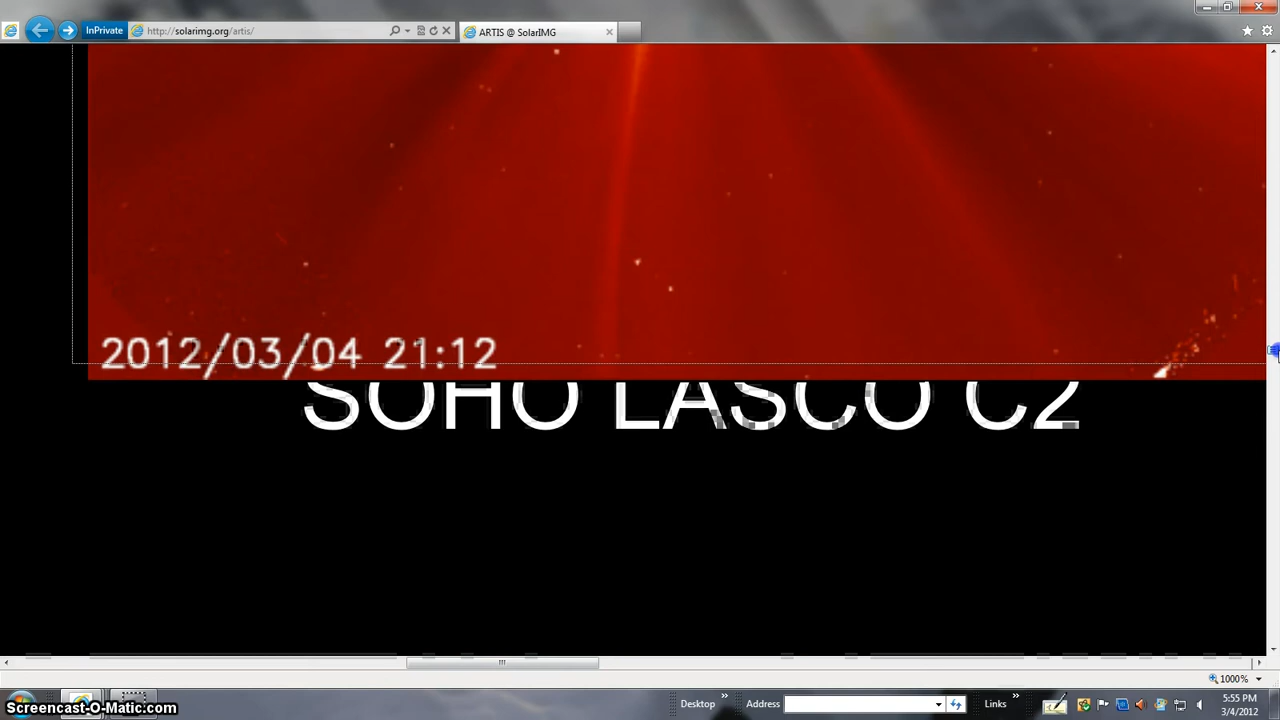 InPrivate
http://solarimg.org/artis/
ARTIS @ SolarIMG
2012/03/04 21:12
SOHO LASCO C2
1000%
Desktop
Address
Links
5:55 PM
3/4/2012
Screencast-O-Matic.com